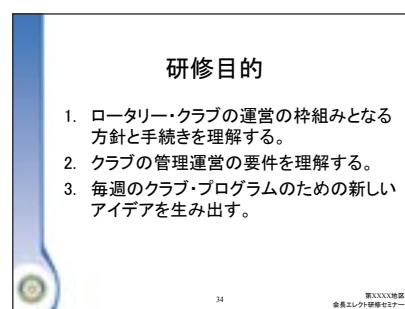 研修目的
1. ロータリー・クラブの運営の枠組みとなる
方針と手続きを理解する。
2. クラブの管理運営の要件を理解する。
3. 毎週のクラブ・プログラムのための新しい
アイデアを生み出す。
34
第XXXX地区
会長エレクト研修セミナー